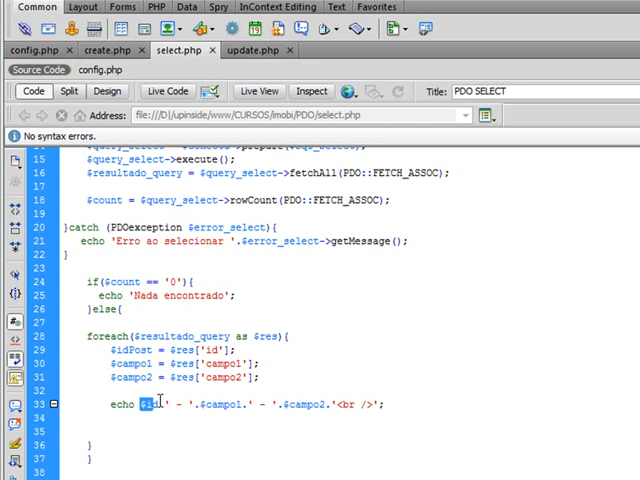 Common Layout Forms PHP Data Spry InContext Editing Text Favorites
config.php × create.php × select.php × update.php ×
Source Code config.php
Code Split Design Live Code Live View Inspect Title: PDO SELECT
Address: file:///D|/upinside/www/CURSOS/imobi/PDO/select.php
No syntax errors.
15 $query_select->execute();
16 $resultado_query = $query_select->fetchAll(PDO::FETCH_ASSOC);
17
18 $count = $query_select->rowCount(PDO::FETCH_ASSOC);
19
20 }catch (PDOexception $error_select){
21 echo 'Erro ao selecionar '.$error_select->getMessage();
22 }
23
24 if($count == '0'){
25 echo 'Nada encontrado';
26 }else{
27
28 foreach($resultado_query as $res){
29 $idPost = $res['id'];
30 $campo1 = $res['campo1'];
31 $campo2 = $res['campo2'];
32
33 echo $id.' - '.$campo1.' - '.$campo2.'<br />';
34
35
36 }
37 }
38